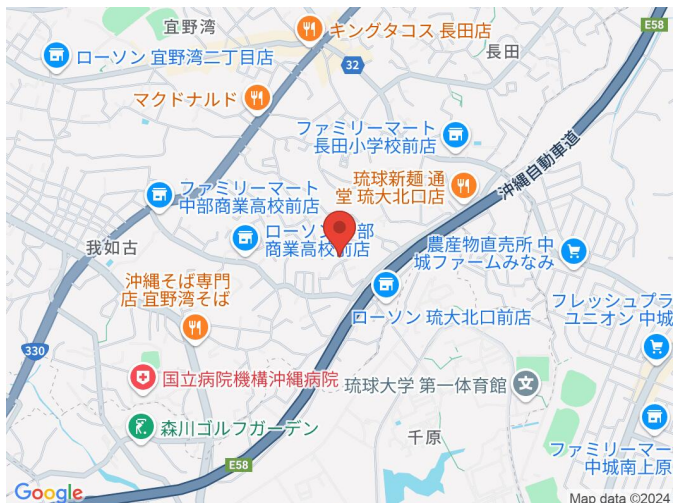 宜野湾
キングタコス 長田店
E58
ローソン 宜野湾二丁目店
32
長田
マクドナルド
ファミリーマート
長田小学校前店
沖縄自動車道
琉球新麺 通
堂 琉大北口店
ファミリーマート
中部商業高校前店
ローソン 部
商業高校前店
我如古
農産物直売所 中
城ファームみなみ
沖縄そば専門
店 宜野湾そば
ローソン 琉大北口前店
フレッシュプラ
ユニオン 中城
330
国立病院機構沖縄病院
琉球大学 第一体育館
森川ゴルフガーデン
千原
ファミリーマー
中城南上原
E58
Google
Map data ©2024